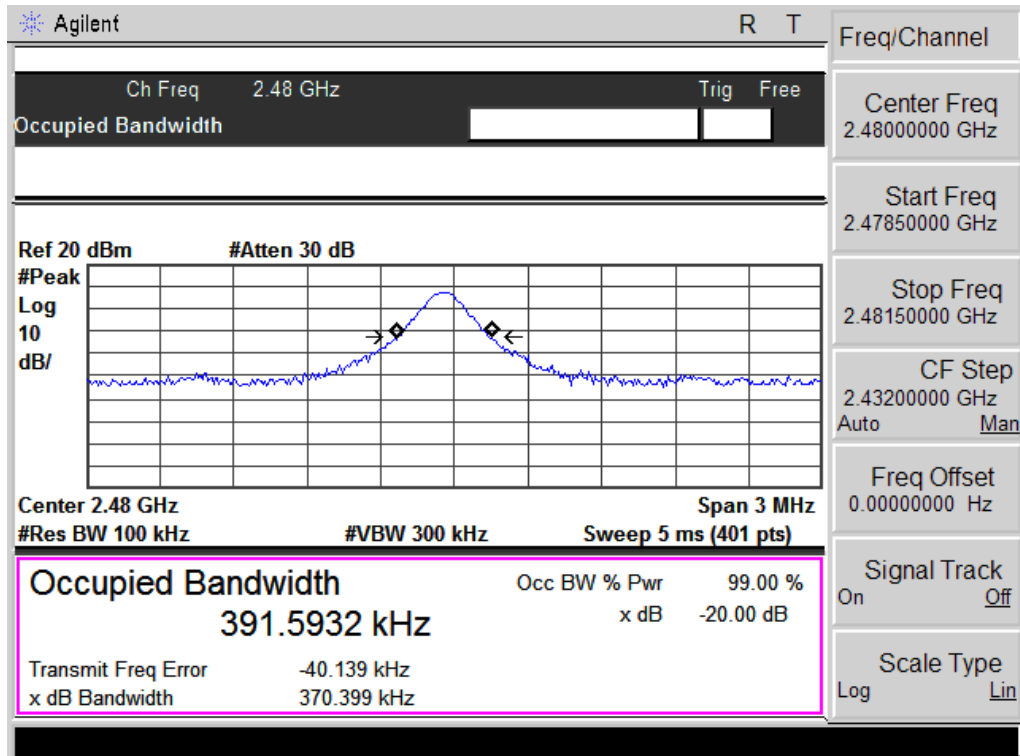 Agilent
R T
Freq/Channel
Ch Freq 2.48 GHz Trig Free
Occupied Bandwidth
Center Freq
2.48000000 GHz
Start Freq
2.47850000 GHz
Stop Freq
2.48150000 GHz
CF Step
2.43200000 GHz
Auto Man
Freq Offset
0.00000000 Hz
Signal Track
On Off
Scale Type
Log Lin
Ref 20 dBm #Atten 30 dB
#Peak
Log
10
dB/
Center 2.48 GHz Span 3 MHz
#Res BW 100 kHz #VBW 300 kHz Sweep 5 ms (401 pts)
Occupied Bandwidth
391.5932 kHz
Occ BW % Pwr 99.00 %
x dB -20.00 dB
Transmit Freq Error -40.139 kHz
x dB Bandwidth 370.399 kHz